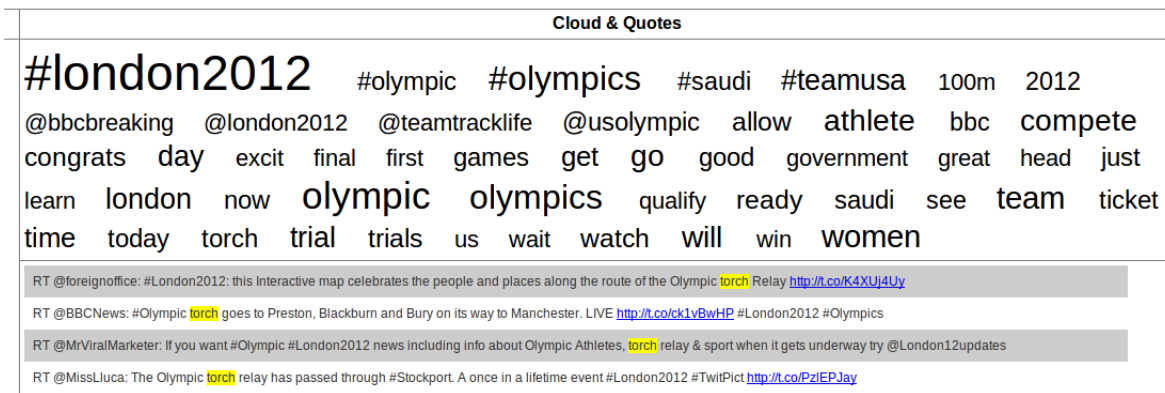 Cloud & Quotes
#london2012 #olympic #olympics #saudi #teamusa 100m 2012
@bbcbreaking @london2012 @teamtracklife @usolympic allow athlete bbc compete
congrats day excit final first games get go good government great head just
learn london now olympic olympics qualify ready saudi see team ticket
time today torch trial trials us wait watch will win women
RT @foreignoffice: #London2012: this Interactive map celebrates the people and places along the route of the Olympic torch Relay http://t.co/K4XUj4Uy
RT @BBCNews: #Olympic torch goes to Preston, Blackburn and Bury on its way to Manchester. LIVE http://t.co/ck1vBwHP #London2012 #Olympics
RT @MrViralMarketer: If you want #Olympic #London2012 news including info about Olympic Athletes, torch relay & sport when it gets underway try @London12updates
RT @MissLluca: The Olympic torch relay has passed through #Stockport. A once in a lifetime event #London2012 #TwitPict http://t.co/PzlEPJay